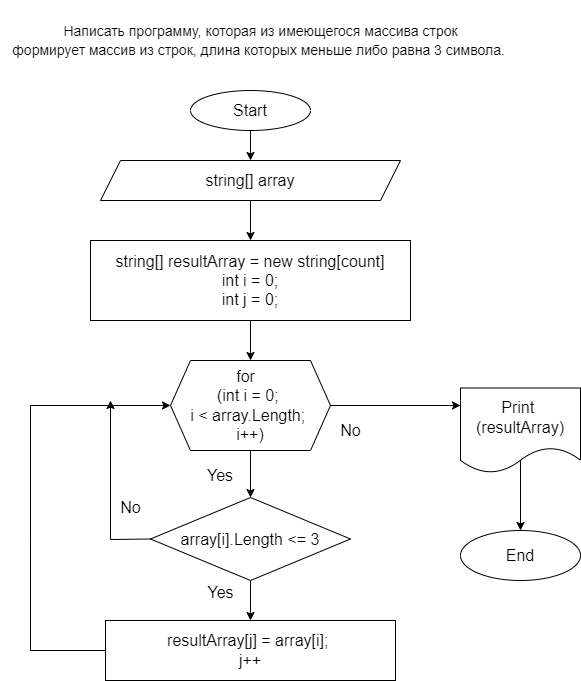 Написать программу, которая из имеющегося массива строк
формирует массив из строк, длина которых меньше либо равна 3 символа.
Start
string[] array
string[] resultArray = new string[count]
int i = 0;
int j = 0;
for
(int i = 0;
i < array.Length;
i++)
No
Print
(resultArray)
Yes
No
array[i].Length <= 3
End
Yes
resultArray[j] = array[i];
j++